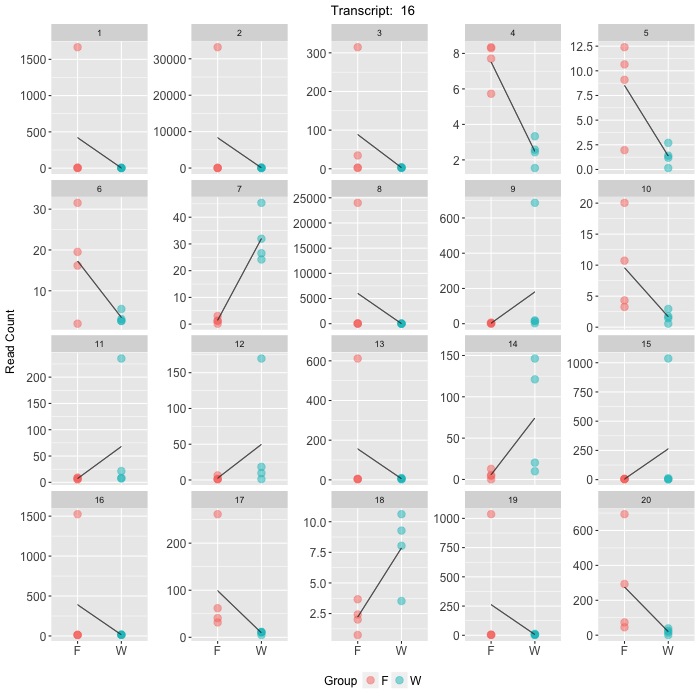 Transcript: 16
1 2 3 4 5
1500 1000 500 0
30000 20000 10000 0
300 200 100 0
8 6 4 2
12.5 10.0 7.5 5.0 2.5 0.0
6 7 8 9 10
30 20 10
40 30 20 10 0
25000 20000 15000 10000 5000 0
600 400 200 0
20 15 10 5 0
Read Count
11 12 13 14 15
200 150 100 50 0
150 100 50 0
600 400 200 0
150 100 50 0
1000 750 500 250 0
16 17 18 19 20
1500 1000 500 0
200 100 0
10.0 7.5 5.0 2.5
1000 750 500 250 0
600 400 200 0
F W F W F W F W F W
Group F W